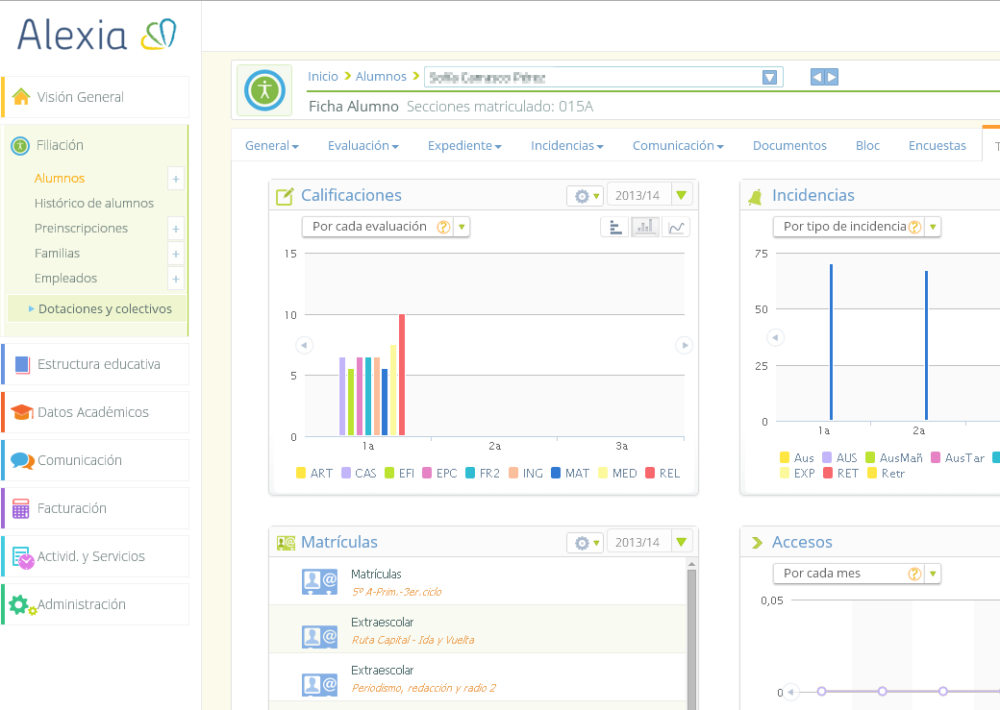 Alexia
Visión General
Filiación
Alumnos
Histórico de alumnos
Preinscripciones
Familias
Empleados
Dotaciones y colectivos
Estructura educativa
Datos Académicos
Comunicación
Facturación
Activid. y Servicios
Administración
Inico > Alumnos >
Ficha Alumno Secciones matriculado: 015A
General Evaluación Expediente Incidencias Comunicación Documentos Bloc Encuestas T
Calificaciones 2013/14
Por cada evaluación ?
15
10
5
0
1a 2a 3a
ART CAS EFI EPC FR2 ING MAT MED REL
Incidencias
Por tipo de incidencia ?
75
50
25
0
1a 2a
Aus AUS AusMañ AusTar
EXP RET Retr
Matrículas 2013/14
Matrículas
5º A-Prim.-3er.ciclo
Extraescolar
Ruta Capital - Ida y Vuelta
Extraescolar
Periodismo, redacción y radio 2
Accesos
Por cada mes ?
0,05
0